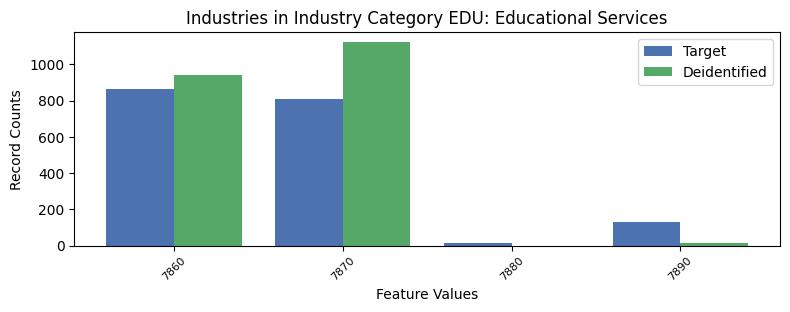 Industries in Industry Category EDU: Educational Services
Target
Deidentified
Record Counts
1000
800
600
400
200
0
7860
7870
7880
7890
Feature Values